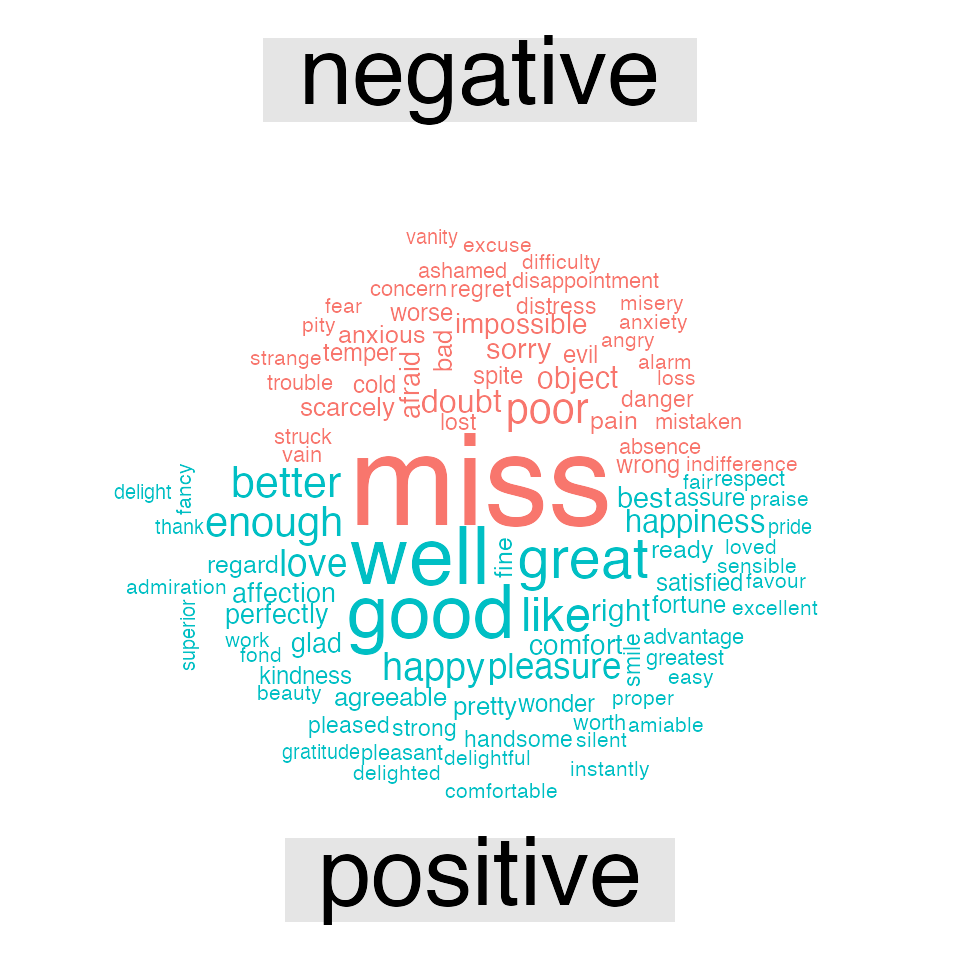 negative
vanity
excuse
difficulty
ashamed
disappointment
concern
regret
fear
distress
misery
worse
pity
impossible
anxiety
anxious
angry
sorry
bad
strange
temper
evil
alarm
afraid
spite
object
loss
trouble
cold
danger
scarcely
doubt
poor
lost
pain
mistaken
struck
absence
vain
miss
wrong
indifference
better
fair
respect
delight
fancy
best
assure
praise
thank
enough
happiness
pride
well
fine
great
ready
loved
regard
love
sensible
admiration
affection
satisfied
favour
perfectly
good
like
right
fortune
excellent
superior
work
glad
comfort
advantage
fond
smile
greatest
kindness
happy
pleasure
easy
beauty
agreeable
pretty
wonder
proper
pleased
strong
worth
amiable
handsome
silent
gratitude
pleasant
delightful
delighted
instantly
comfortable
positive